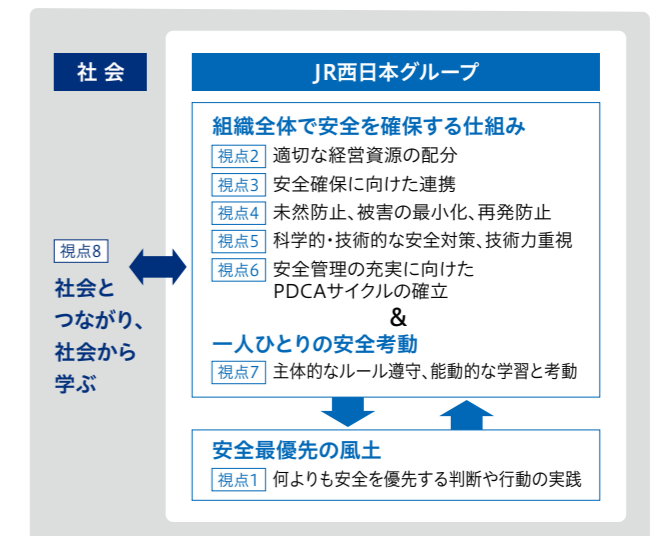 社会
JR西日本グループ
組織全体で安全を確保する仕組み
視点2 適切な経営資源の配分
視点3 安全確保に向けた連携
視点4 未然防止、被害の最小化、再発防止
視点5 科学的・技術的な安全対策、技術力重視
視点6 安全管理の充実に向けた
PDCAサイクルの確立
&
一人ひとりの安全考動
視点7 主体的なルール遵守、能動的な学習と考動
視点8
社会と
つながり、
社会から
学ぶ
安全最優先の風土
視点1 何よりも安全を優先する判断や行動の実践